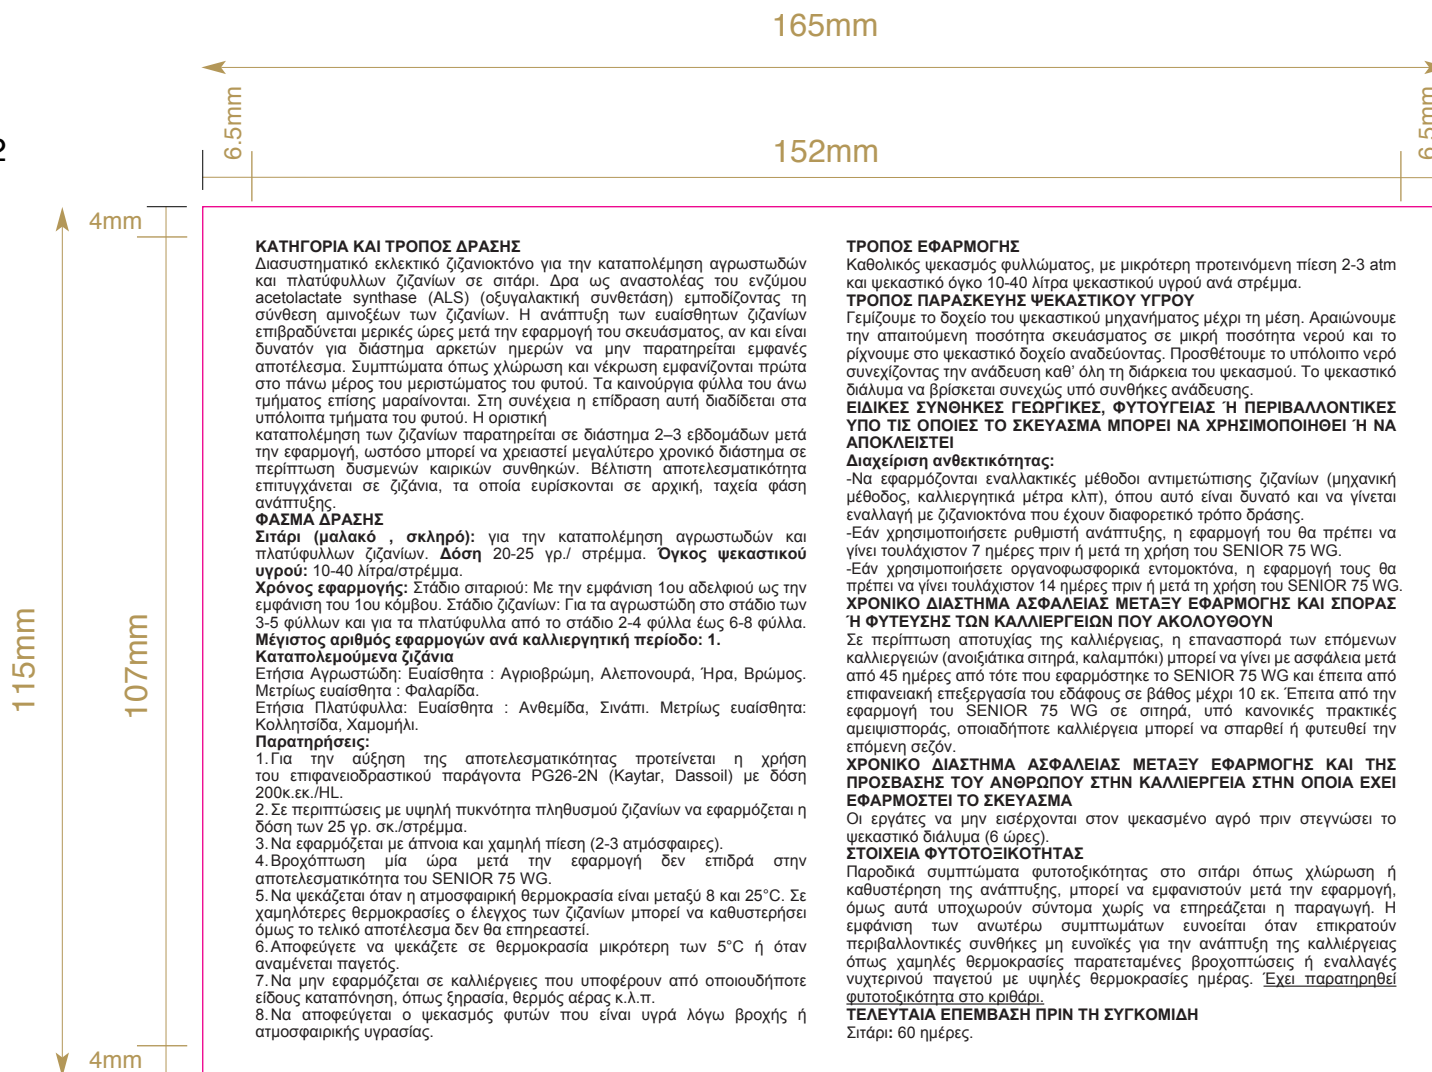 165mm
6.5mm
6.5mm
152mm
2
4mm
115mm
107mm
4mm
ΚΑΤΗΓΟΡΙΑ ΚΑΙ ΤΡΟΠΟΣ ΔΡΑΣΗΣ
Διασυστηματικό εκλεκτικό ζιζανιοκτόνο για την καταπολέμηση αγρωστωδών
και πλατύφυλλων ζιζανίων σε σιτάρι. Δρα ως αναστολέας του ενζύμου
acetolactate synthase (ALS) (οξυγαλακτική συνθετάση) εμποδίζοντας τη
σύνθεση αμινοξέων των ζιζανίων. Η ανάπτυξη των ευαίσθητων ζιζανίων
επιβραδύνεται μερικές ώρες μετά την εφαρμογή του σκευάσματος, αν και είναι
δυνατόν για διάστημα αρκετών ημερών να μην παρατηρείται εμφανές
αποτέλεσμα. Συμπτώματα όπως χλώρωση και νέκρωση εμφανίζονται πρώτα
στο πάνω μέρος του μεριστώματος του φυτού. Τα καινούργια φύλλα του άνω
τμήματος επίσης μαραίνονται. Στη συνέχεια η επίδραση αυτή διαδίδεται στα
υπόλοιπα τμήματα του φυτού. Η οριστική
καταπολέμηση των ζιζανίων παρατηρείται σε διάστημα 2–3 εβδομάδων μετά
την εφαρμογή, ωστόσο μπορεί να χρειαστεί μεγαλύτερο χρονικό διάστημα σε
περίπτωση δυσμενών καιρικών συνθηκών. Βέλτιστη αποτελεσματικότητα
επιτυγχάνεται σε ζιζάνια, τα οποία ευρίσκονται σε αρχική, ταχεία φάση
ανάπτυξης.
ΦΑΣΜΑ ΔΡΑΣΗΣ
Σιτάρι (μαλακό , σκληρό): για την καταπολέμηση αγρωστωδών και
πλατύφυλλων ζιζανίων. Δόση 20-25 γρ./ στρέμμα. Όγκος ψεκαστικού
υγρού: 10-40 λίτρα/στρέμμα.
Χρόνος εφαρμογής: Στάδιο σιταριού: Με την εμφάνιση 1ου αδελφιού ως την
εμφάνιση του 1ου κόμβου. Στάδιο ζιζανίων: Για τα αγρωστώδη στο στάδιο των
3-5 φύλλων και για τα πλατύφυλλα από το στάδιο 2-4 φύλλα έως 6-8 φύλλα.
Μέγιστος αριθμός εφαρμογών ανά καλλιεργητική περίοδο: 1.
Καταπολεμούμενα ζιζάνια
Ετήσια Αγρωστώδη: Ευαίσθητα : Αγριοβρώμη, Αλεπονουρά, Ήρα, Βρώμος.
Μετρίως ευαίσθητα : Φαλαρίδα.
Ετήσια Πλατύφυλλα: Ευαίσθητα : Ανθεμίδα, Σινάπι. Μετρίως ευαίσθητα:
Κολλητσίδα, Χαμομήλι.
Παρατηρήσεις:
1.Για την αύξηση της αποτελεσματικότητας προτείνεται η χρήση
του επιφανειοδραστικού παράγοντα PG26-2N (Kaytar, Dassoil) με δόση
200κ.εκ./HL.
2.Σε περιπτώσεις με υψηλή πυκνότητα πληθυσμού ζιζανίων να εφαρμόζεται η
δόση των 25 γρ. σκ./στρέμμα.
3.Να εφαρμόζεται με άπνοια και χαμηλή πίεση (2-3 ατμόσφαιρες).
4.Βροχόπτωση μία ώρα μετά την εφαρμογή δεν επιδρά στην
αποτελεσματικότητα του SENIOR 75 WG.
5.Να ψεκάζεται όταν η ατμοσφαιρική θερμοκρασία είναι μεταξύ 8 και 25°C. Σε
χαμηλότερες θερμοκρασίες ο έλεγχος των ζιζανίων μπορεί να καθυστερήσει
όμως το τελικό αποτέλεσμα δεν θα επηρεαστεί.
6.Αποφεύγετε να ψεκάζετε σε θερμοκρασία μικρότερη των 5°C ή όταν
αναμένεται παγετός.
7.Να μην εφαρμόζεται σε καλλιέργειες που υποφέρουν από οποιουδήποτε
είδους καταπόνηση, όπως ξηρασία, θερμός αέρας κ.λ.π.
8.Να αποφεύγεται ο ψεκασμός φυτών που είναι υγρά λόγω βροχής ή
ατμοσφαιρικής υγρασίας.
ΤΡΟΠΟΣ ΕΦΑΡΜΟΓΗΣ
Καθολικός ψεκασμός φυλλώματος, με μικρότερη προτεινόμενη πίεση 2-3 atm
και ψεκαστικό όγκο 10-40 λίτρα ψεκαστικού υγρού ανά στρέμμα.
ΤΡΟΠΟΣ ΠΑΡΑΣΚΕΥΗΣ ΨΕΚΑΣΤΙΚΟΥ ΥΓΡΟΥ
Γεμίζουμε το δοχείο του ψεκαστικού μηχανήματος μέχρι τη μέση. Αραιώνουμε
την απαιτούμενη ποσότητα σκευάσματος σε μικρή ποσότητα νερού και το
ρίχνουμε στο ψεκαστικό δοχείο αναδεύοντας. Προσθέτουμε το υπόλοιπο νερό
συνεχίζοντας την ανάδευση καθ’ όλη τη διάρκεια του ψεκασμού. Το ψεκαστικό
διάλυμα να βρίσκεται συνεχώς υπό συνθήκες ανάδευσης.
ΕΙΔΙΚΕΣ ΣΥΝΘΗΚΕΣ ΓΕΩΡΓΙΚΕΣ, ΦΥΤΟΥΓΕΙΑΣ Ή ΠΕΡΙΒΑΛΛΟΝΤΙΚΕΣ
ΥΠΟ ΤΙΣ ΟΠΟΙΕΣ ΤΟ ΣΚΕΥΑΣΜΑ ΜΠΟΡΕΙ ΝΑ ΧΡΗΣΙΜΟΠΟΙΗΘΕΙ Ή ΝΑ
ΑΠΟΚΛΕΙΣΤΕΙ
Διαχείριση ανθεκτικότητας:
-Να εφαρμόζονται εναλλακτικές μέθοδοι αντιμετώπισης ζιζανίων (μηχανική
μέθοδος, καλλιεργητικά μέτρα κλπ), όπου αυτό είναι δυνατό και να γίνεται
εναλλαγή με ζιζανιοκτόνα που έχουν διαφορετικό τρόπο δράσης.
-Εάν χρησιμοποιήσετε ρυθμιστή ανάπτυξης, η εφαρμογή του θα πρέπει να
γίνει τουλάχιστον 7 ημέρες πριν ή μετά τη χρήση του SENIOR 75 WG.
-Εάν χρησιμοποιήσετε οργανοφωσφορικά εντομοκτόνα, η εφαρμογή τους θα
πρέπει να γίνει τουλάχιστον 14 ημέρες πριν ή μετά τη χρήση του SENIOR 75 WG.
ΧΡΟΝΙΚΟ ΔΙΑΣΤΗΜΑ ΑΣΦΑΛΕΙΑΣ ΜΕΤΑΞΥ ΕΦΑΡΜΟΓΗΣ ΚΑΙ ΣΠΟΡΑΣ
Ή ΦΥΤΕΥΣΗΣ ΤΩΝ ΚΑΛΛΙΕΡΓΕΙΩΝ ΠΟΥ ΑΚΟΛΟΥΘΟΥΝ
Σε περίπτωση αποτυχίας της καλλιέργειας, η επανασπορά των επόμενων
καλλιεργειών (ανοιξιάτικα σιτηρά, καλαμπόκι) μπορεί να γίνει με ασφάλεια μετά
από 45 ημέρες από τότε που εφαρμόστηκε το SENIOR 75 WG και έπειτα από
επιφανειακή επεξεργασία του εδάφους σε βάθος μέχρι 10 εκ. Έπειτα από την
εφαρμογή του SENIOR 75 WG σε σιτηρά, υπό κανονικές πρακτικές
αμειψισποράς, οποιαδήποτε καλλιέργεια μπορεί να σπαρθεί ή φυτευθεί την
επόμενη σεζόν.
ΧΡΟΝΙΚΟ ΔΙΑΣΤΗΜΑ ΑΣΦΑΛΕΙΑΣ ΜΕΤΑΞΥ ΕΦΑΡΜΟΓΗΣ ΚΑΙ ΤΗΣ
ΠΡΟΣΒΑΣΗΣ ΤΟΥ ΑΝΘΡΩΠΟΥ ΣΤΗΝ ΚΑΛΛΙΕΡΓΕΙΑ ΣΤΗΝ ΟΠΟΙΑ ΕΧΕΙ
ΕΦΑΡΜΟΣΤΕΙ ΤΟ ΣΚΕΥΑΣΜΑ
Οι εργάτες να μην εισέρχονται στον ψεκασμένο αγρό πριν στεγνώσει το
ψεκαστικό διάλυμα (6 ώρες).
ΣΤΟΙΧΕΙΑ ΦΥΤΟΤΟΞΙΚΟΤΗΤΑΣ
Παροδικά συμπτώματα φυτοτοξικότητας στο σιτάρι όπως χλώρωση ή
καθυστέρηση της ανάπτυξης, μπορεί να εμφανιστούν μετά την εφαρμογή,
όμως αυτά υποχωρούν σύντομα χωρίς να επηρεάζεται η παραγωγή. Η
εμφάνιση των ανωτέρω συμπτωμάτων ευνοείται όταν επικρατούν
περιβαλλοντικές συνθήκες μη ευνοϊκές για την ανάπτυξη της καλλιέργειας
όπως χαμηλές θερμοκρασίες παρατεταμένες βροχοπτώσεις ή εναλλαγές
νυχτερινού παγετού με υψηλές θερμοκρασίες ημέρας. Έχει παρατηρηθεί
φυτοτοξικότητα στο κριθάρι.
ΤΕΛΕΥΤΑΙΑ ΕΠΕΜΒΑΣΗ ΠΡΙΝ ΤΗ ΣΥΓΚΟΜΙΔΗ
Σιτάρι: 60 ημέρες.